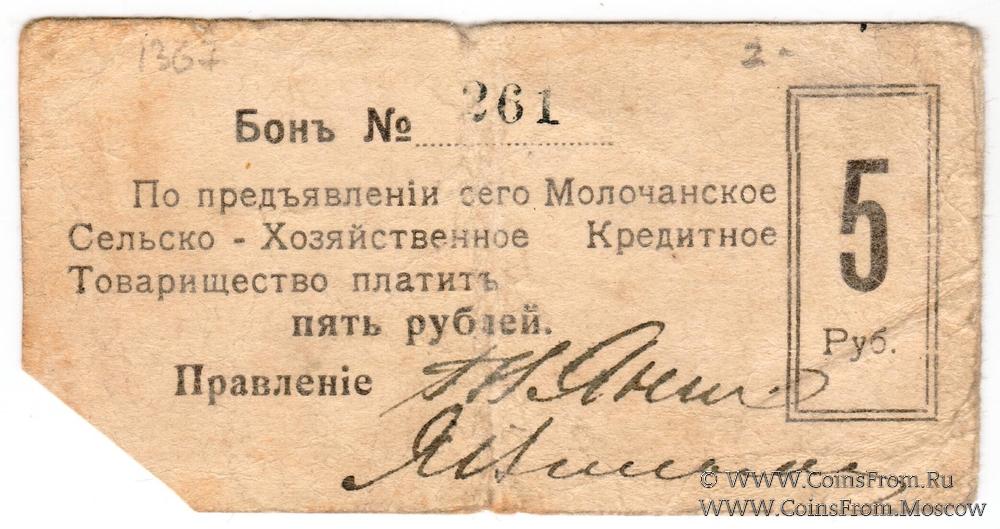 1367
2-
Бонъ № 261
По предъявленіи сего Молочанское
Сельско - Хозяйственное Кредитное
Товарищество платитъ
пять рублей.
Правленіе
5
Руб.
© WWW.CoinsFrom.Ru
WWW.CoinsFrom.Moscow